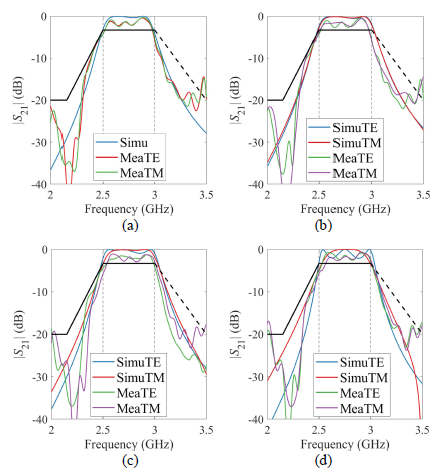 0
-10
-20
-30
-40
|S21| (dB)
Simu
MeaTE
MeaTM
2 2.5 3 3.5
Frequency (GHz)
(a)
0
-10
-20
-30
-40
|S21| (dB)
SimuTE
SimuTM
MeaTE
MeaTM
2 2.5 3 3.5
Frequency (GHz)
(b)
0
-10
-20
-30
-40
|S21| (dB)
SimuTE
SimuTM
MeaTE
MeaTM
2 2.5 3 3.5
Frequency (GHz)
(c)
0
-10
-20
-30
-40
|S21| (dB)
SimuTE
SimuTM
MeaTE
MeaTM
2 2.5 3 3.5
Frequency (GHz)
(d)